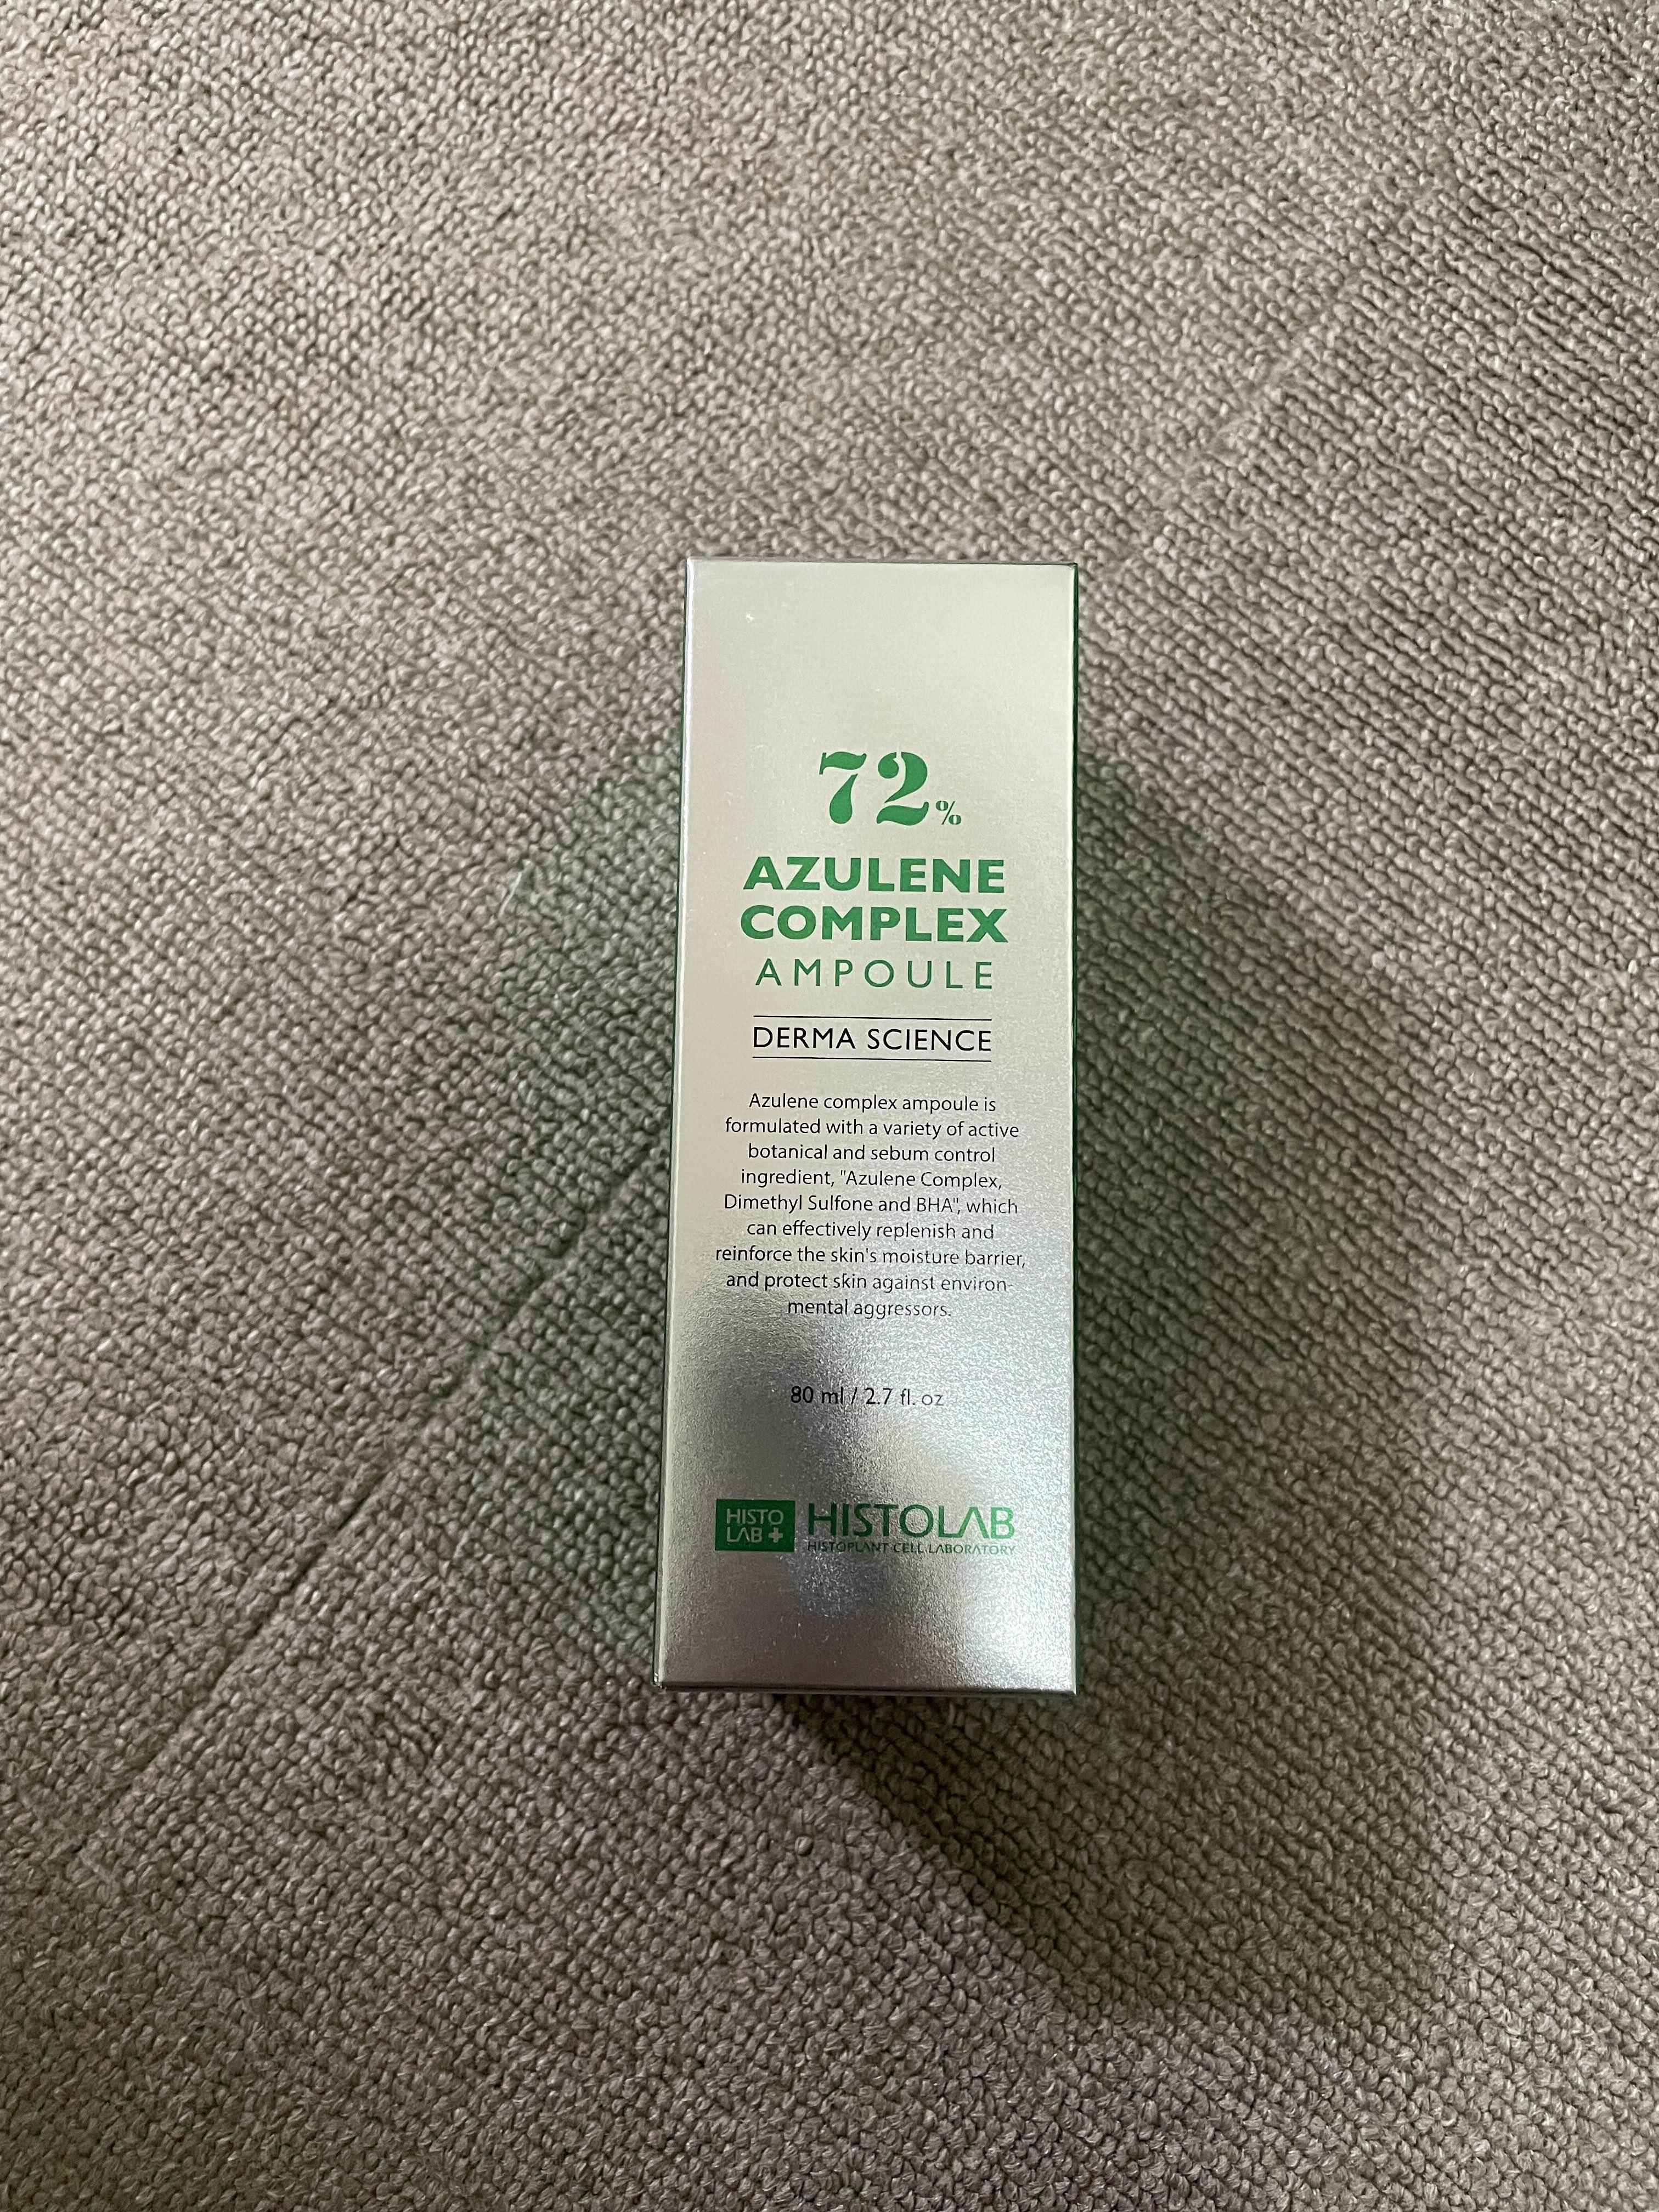 72%
AZULENE
COMPLEX
AMPOULE
DERMA SCIENCE
Azulene complex ampoule is
formulated with a variety of active
botanical and sebum control
ingredient, "Azulene Complex,
Dimethyl Sulfone and BHA", which
can effectively replenish and
reinforce the skin's moisture barrier,
and protect skin against environ-
mental aggressors.
80 ml / 2.7 fl. oz
HISTO
LAB +
HISTOLAB
HISTOPLANT CELL LABORATORY